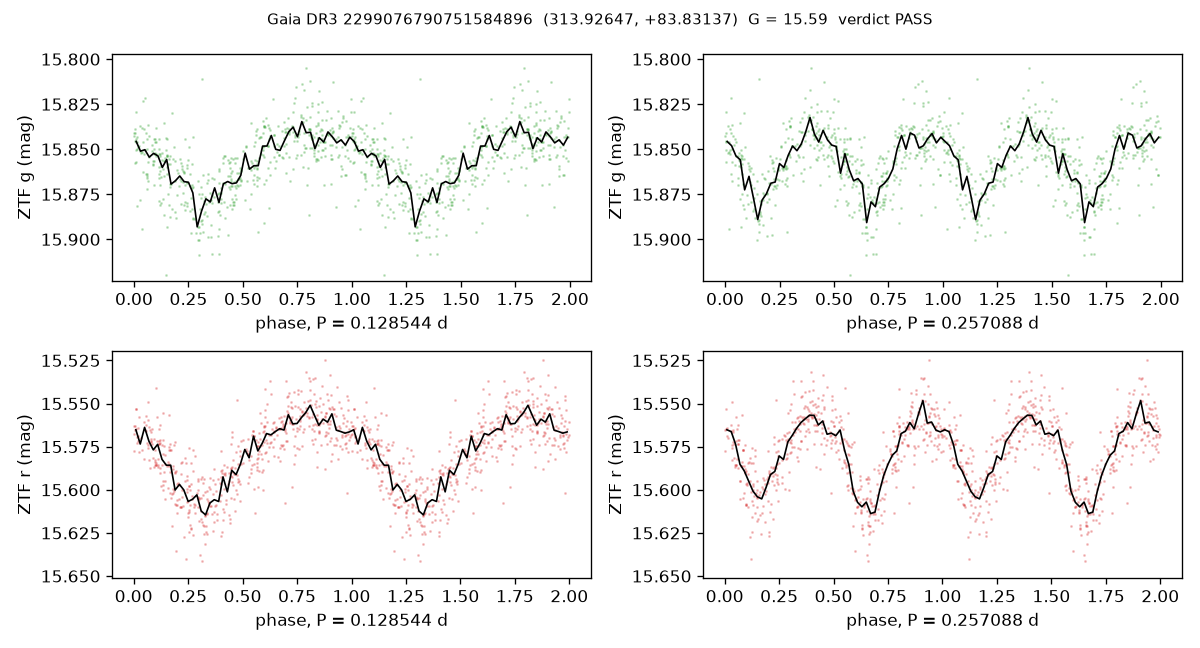 Gaia DR3 2299076790751584896 (313.92647, +83.83137) G = 15.59 verdict PASS
ZTF g (mag)
15.800
15.825
15.850
15.875
15.900
0.00 0.25 0.50 0.75 1.00 1.25 1.50 1.75 2.00
phase, P = 0.128544 d
ZTF g (mag)
15.800
15.825
15.850
15.875
15.900
0.00 0.25 0.50 0.75 1.00 1.25 1.50 1.75 2.00
phase, P = 0.257088 d
ZTF r (mag)
15.525
15.550
15.575
15.600
15.625
15.650
0.00 0.25 0.50 0.75 1.00 1.25 1.50 1.75 2.00
phase, P = 0.128544 d
ZTF r (mag)
15.525
15.550
15.575
15.600
15.625
15.650
0.00 0.25 0.50 0.75 1.00 1.25 1.50 1.75 2.00
phase, P = 0.257088 d